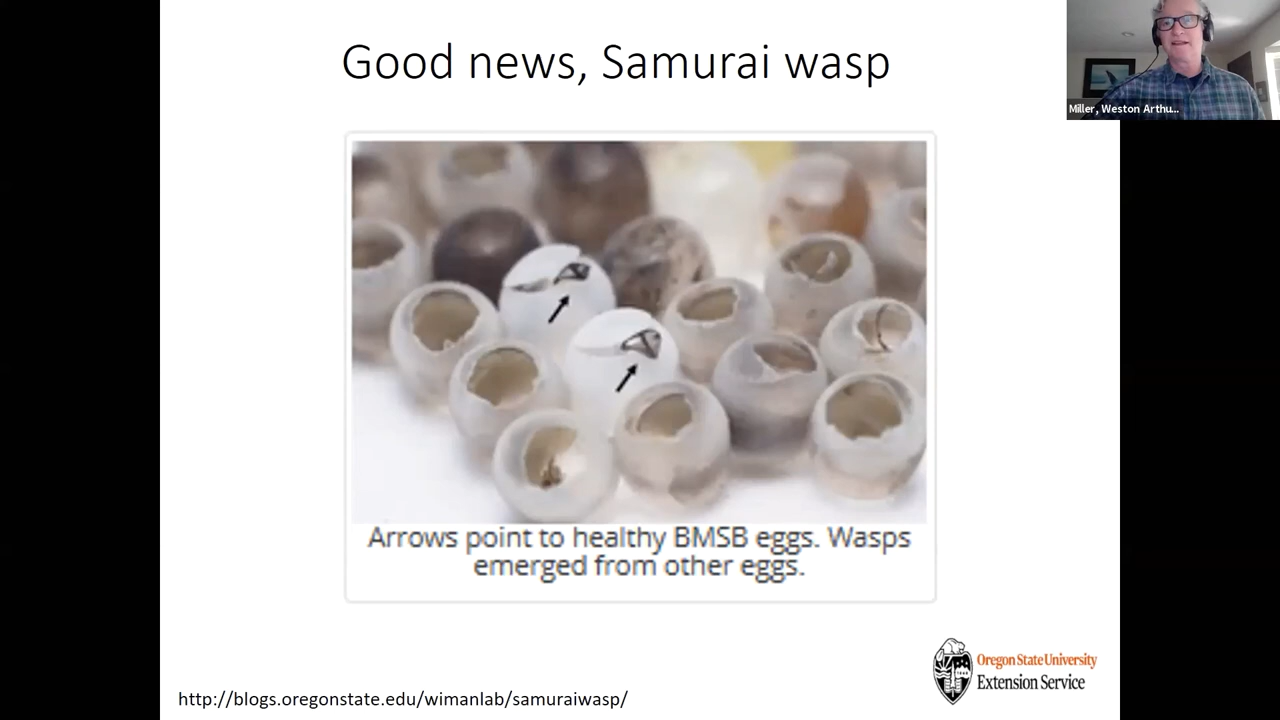 Good news, Samurai wasp
Miller, Weston Arthu...
Arrows point to healthy BMSB eggs. Wasps
emerged from other eggs.
Oregon State University
Extension Service
http://blogs.oregonstate.edu/wimanlab/samuraiwasp/